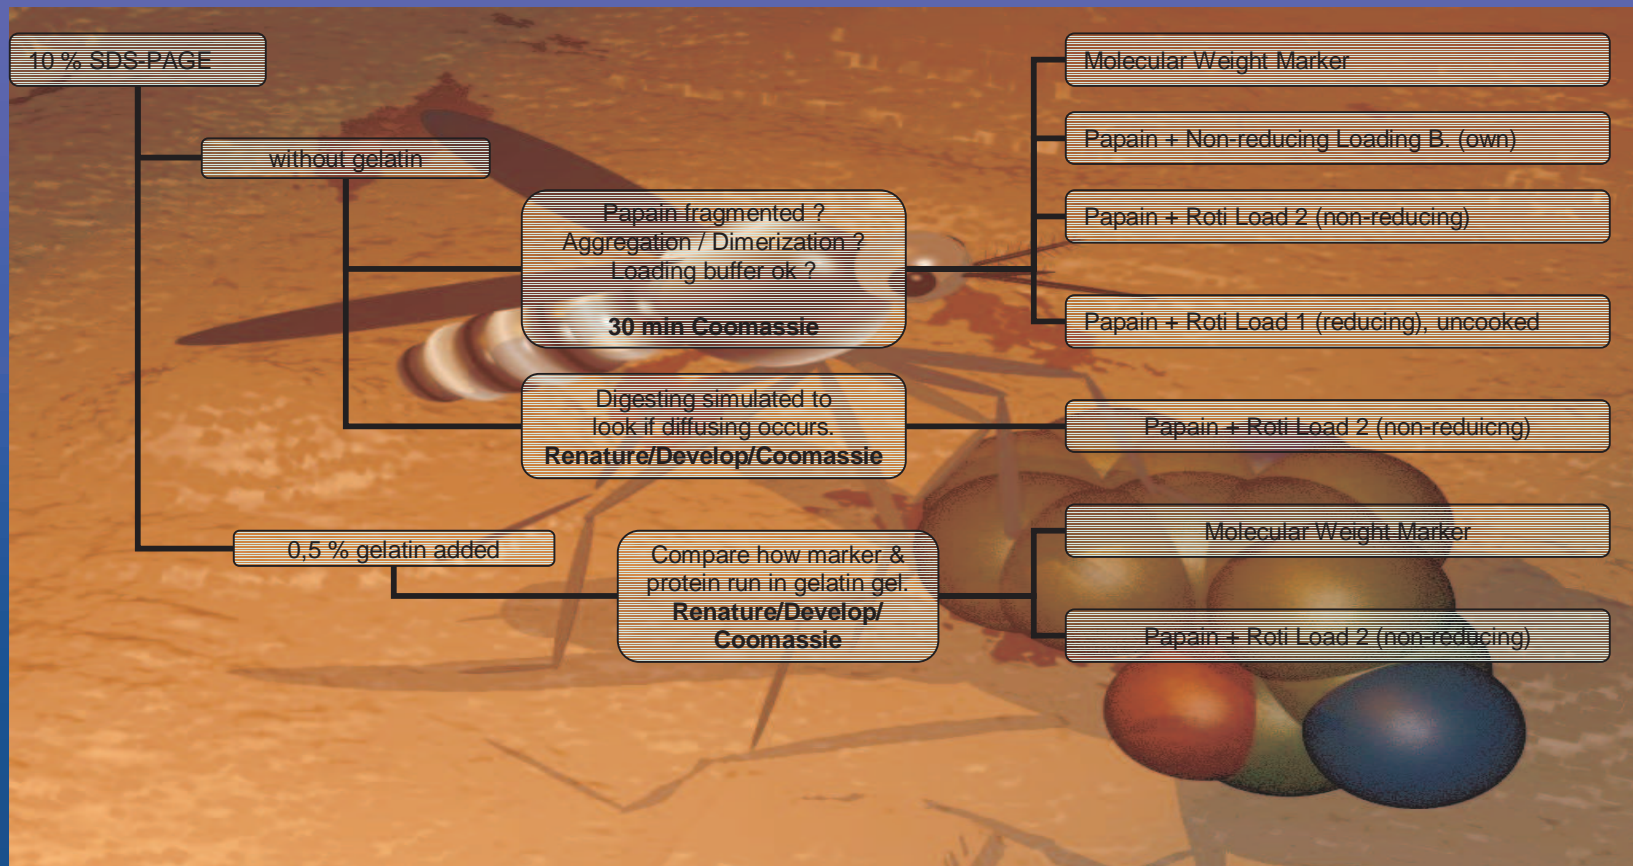 10 % SDS-PAGE
without gelatin
Papain fragmented ?
Aggregation / Dimerization ?
Loading buffer ok ?
30 min Coomassie
Molecular Weight Marker
Papain + Non-reducing Loading B. (own)
Papain + Roti Load 2 (non-reducing)
Papain + Roti Load 1 (reducing), uncooked
Digesting simulated to
look if diffusing occurs.
Renature/Develop/Coomassie
Papain + Roti Load 2 (non-reduicng)
0,5 % gelatin added
Compare how marker &
protein run in gelatin gel.
Renature/Develop/
Coomassie
Molecular Weight Marker
Papain + Roti Load 2 (non-reducing)